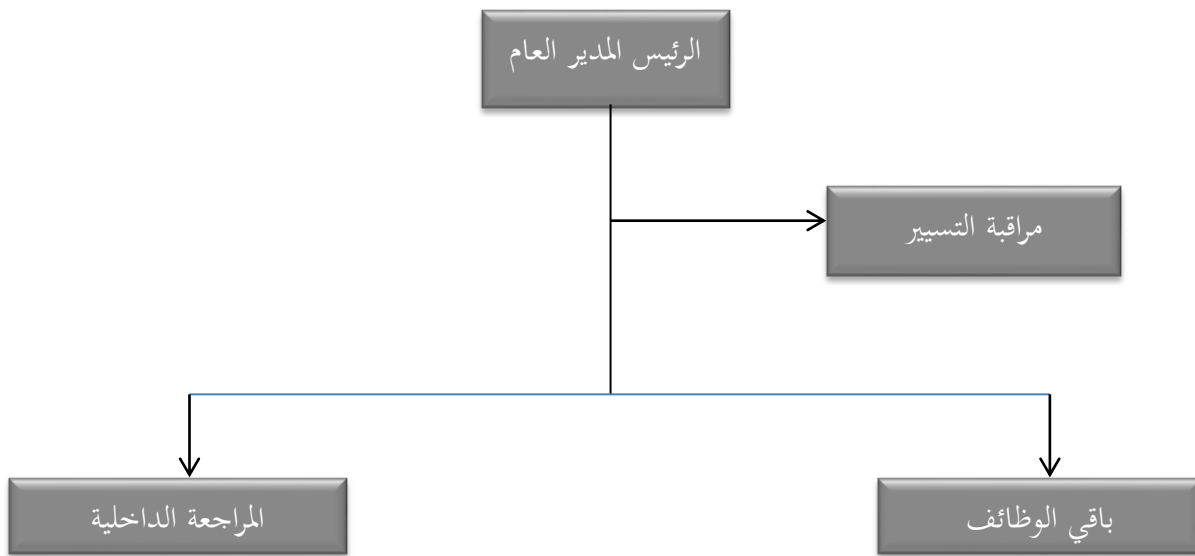 الرئيس المدير العام
مراقبة التسيير
باقي الوظائف
المراجعة الداخلية